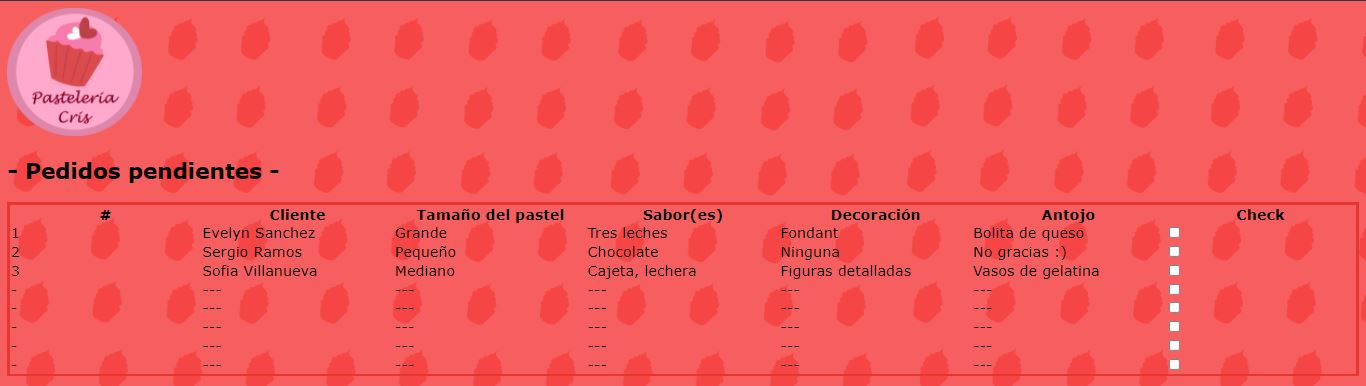 Pastelería
Cris
- Pedidos pendientes -
# Cliente Tamaño del pastel Sabor(es) Decoración Antojo Check
1 Evelyn Sanchez Grande Tres leches Fondant Bolita de queso
2 Sergio Ramos Pequeño Chocolate Ninguna No gracias :)
3 Sofia Villanueva Mediano Cajeta, lechera Figuras detalladas Vasos de gelatina
- --- --- --- --- ---
- --- --- --- --- ---
- --- --- --- --- ---
- --- --- --- --- ---
- --- --- --- --- ---